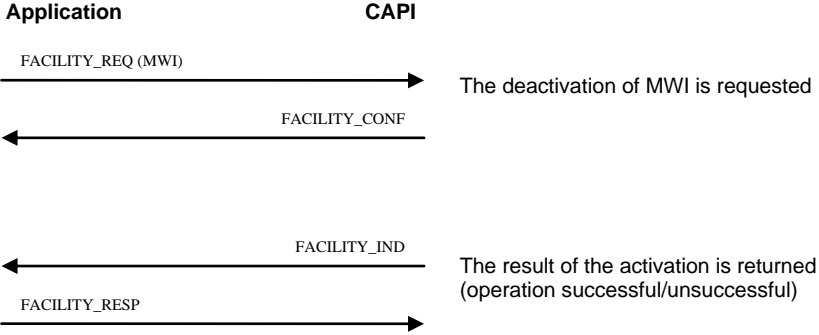 Application CAPI
FACILITY_REQ (MWI)
The deactivation of MWI is requested
FACILITY_CONF
FACILITY_IND
The result of the activation is returned
(operation successful/unsuccessful)
FACILITY_RESP